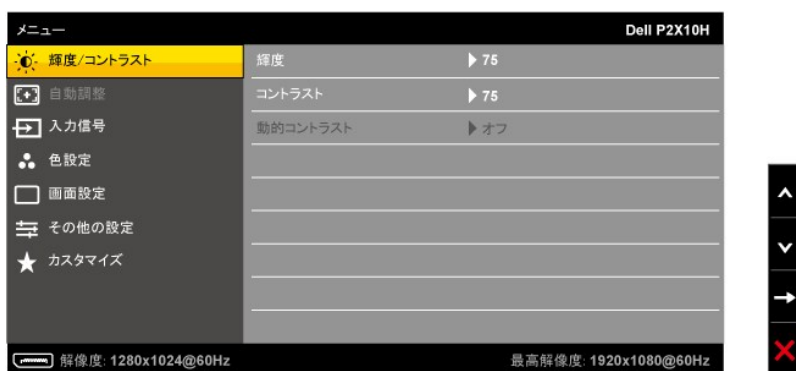 メニュー Dell P2X10H
輝度/コントラスト 輝度 75
自動調整 コントラスト 75
入力信号 動的コントラスト オフ
色設定
画面設定
その他の設定
カスタマイズ
解像度: 1280x1024@60Hz 最高解像度: 1920x1080@60Hz